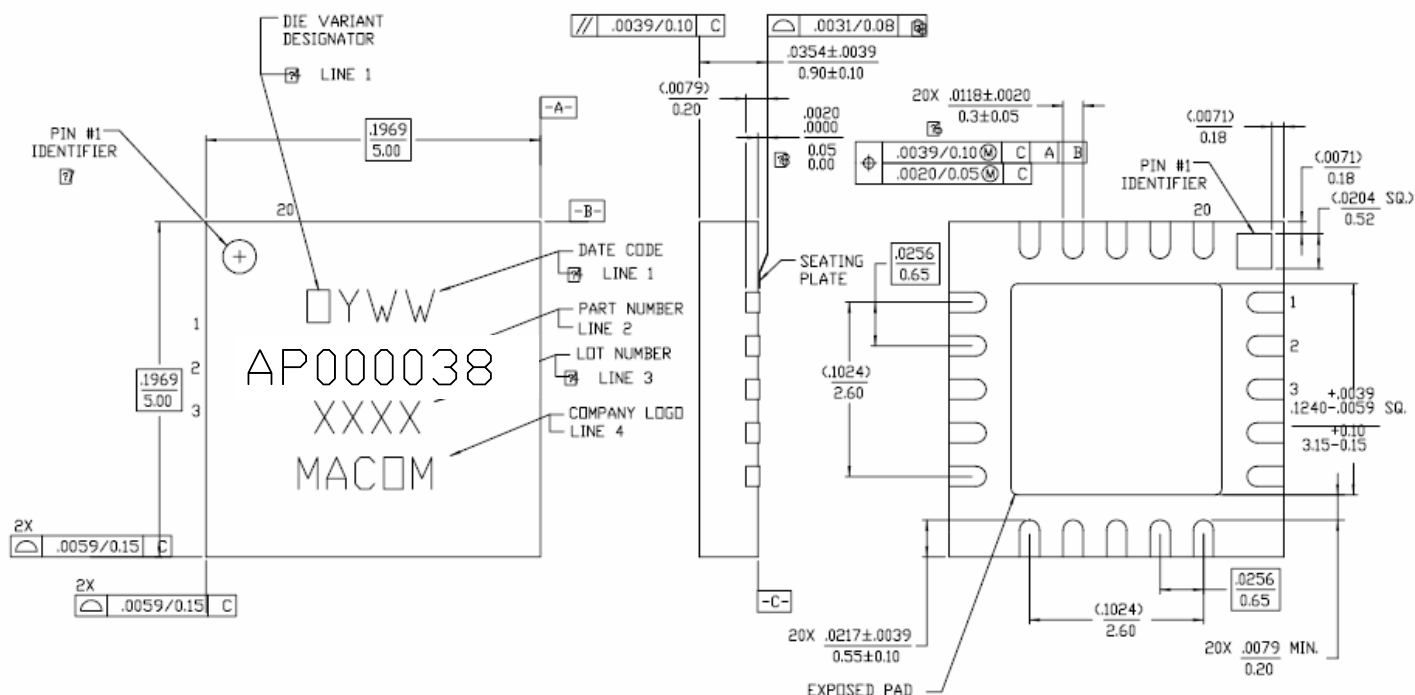 DIE VARIANT
DESIGNATOR
LINE 1
PIN #1
IDENTIFIER
.1969
5.00
-A-
20
-B-
DATE CODE
LINE 1
□YWW
PART NUMBER
LINE 2
1
2
3
AP000038
LOT NUMBER
LINE 3
.1969
5.00
XXXX
COMPANY LOGO
LINE 4
MACOM
2X
.0059/0.15 C
2X
.0059/0.15 C
// .0039/0.10 C
.0031/0.08
.0354±.0039
0.90±0.10
(.0079)
0.20
.0020
.0000
0.05
0.00
SEATING
PLATE
-C-
20X .0118±.0020
0.3±0.05
.0039/0.10 Ⓜ C A B
.0020/0.05 Ⓜ C
(.0071)
0.18
PIN #1
IDENTIFIER
(.0071)
0.18
(.0204 SQ.)
0.52
20
.0256
0.65
1
2
3
(.1024)
2.60
+.0039
.1240-.0059 SQ.
+0.10
3.15-0.15
.0256
0.65
(.1024)
2.60
20X .0217±.0039
0.55±0.10
20X .0079 MIN.
0.20
EXPOSED PAD